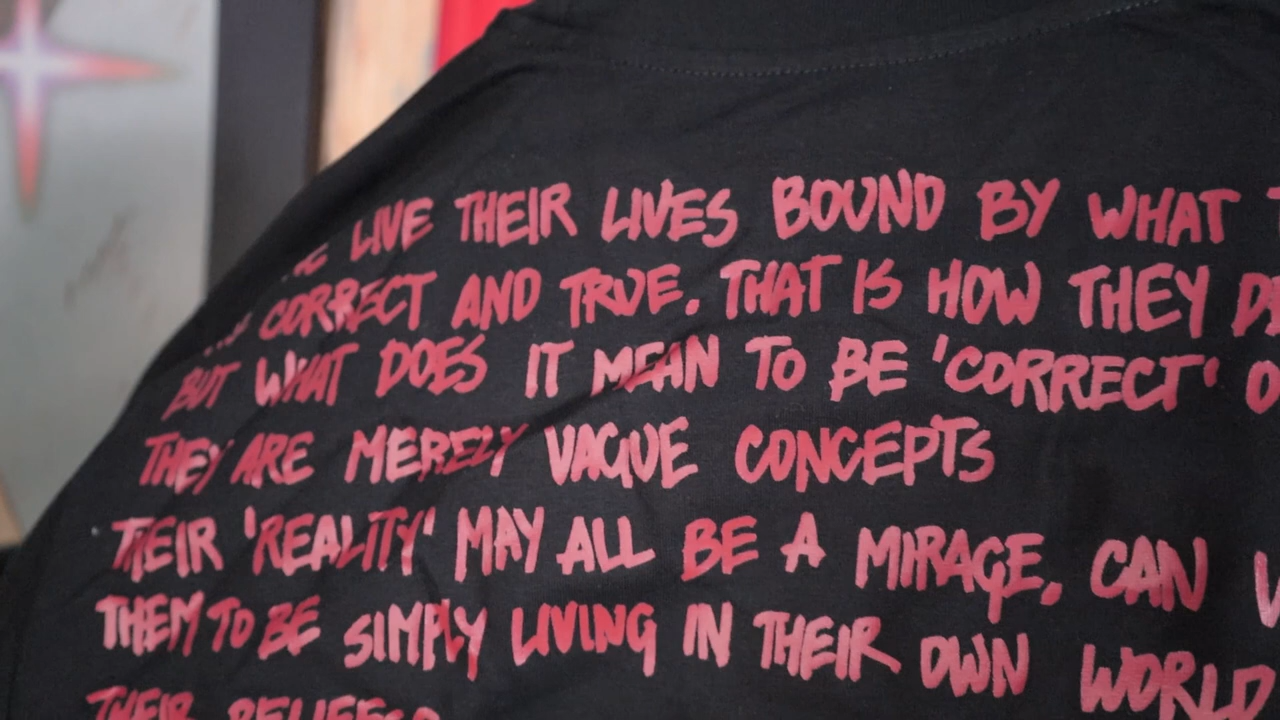 LIVE THEIR LIVES BOUND BY WHAT
CORRECT AND TRUE. THAT IS HOW THEY
BUT WHAT DOES IT MEAN TO BE 'CORRECT'
THEY ARE MERELY VAGUE CONCEPTS
THEIR 'REALITY' MAY ALL BE A MIRAGE, CAN
THEM TO BE SIMPLY LIVING IN THEIR OWN WORLD
THEIR BELIEFS